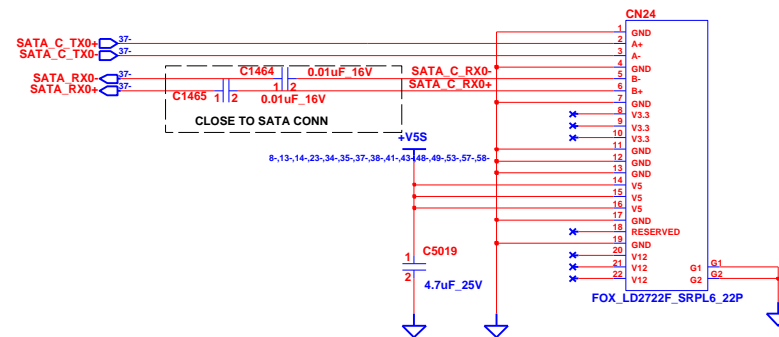 CN24
SATA_C_TX0+ 37- 1 GND
2 A+
SATA_C_TX0- 37- 3 A-
4 GND
SATA_RX0- 37- C1464 1 2 0.01uF_16V SATA_C_RX0- 5 B-
SATA_RX0+ 37- C1465 1 2 0.01uF_16V SATA_C_RX0+ 6 B+
7 GND
CLOSE TO SATA CONN
8 V3.3
9 V3.3
10 V3.3
+V5S
8-,13-,14-,23-,34-,35-,37-,38-,41-,43-,48-,49-,53-,57-,58-
11 GND
12 GND
13 GND
14 V5
15 V5
16 V5
17 GND
18 RESERVED
19 GND
20 V12
21 V12 G1 G1
22 V12 G2 G2
1 C5019
2 4.7uF_25V
FOX_LD2722F_SRPL6_22P